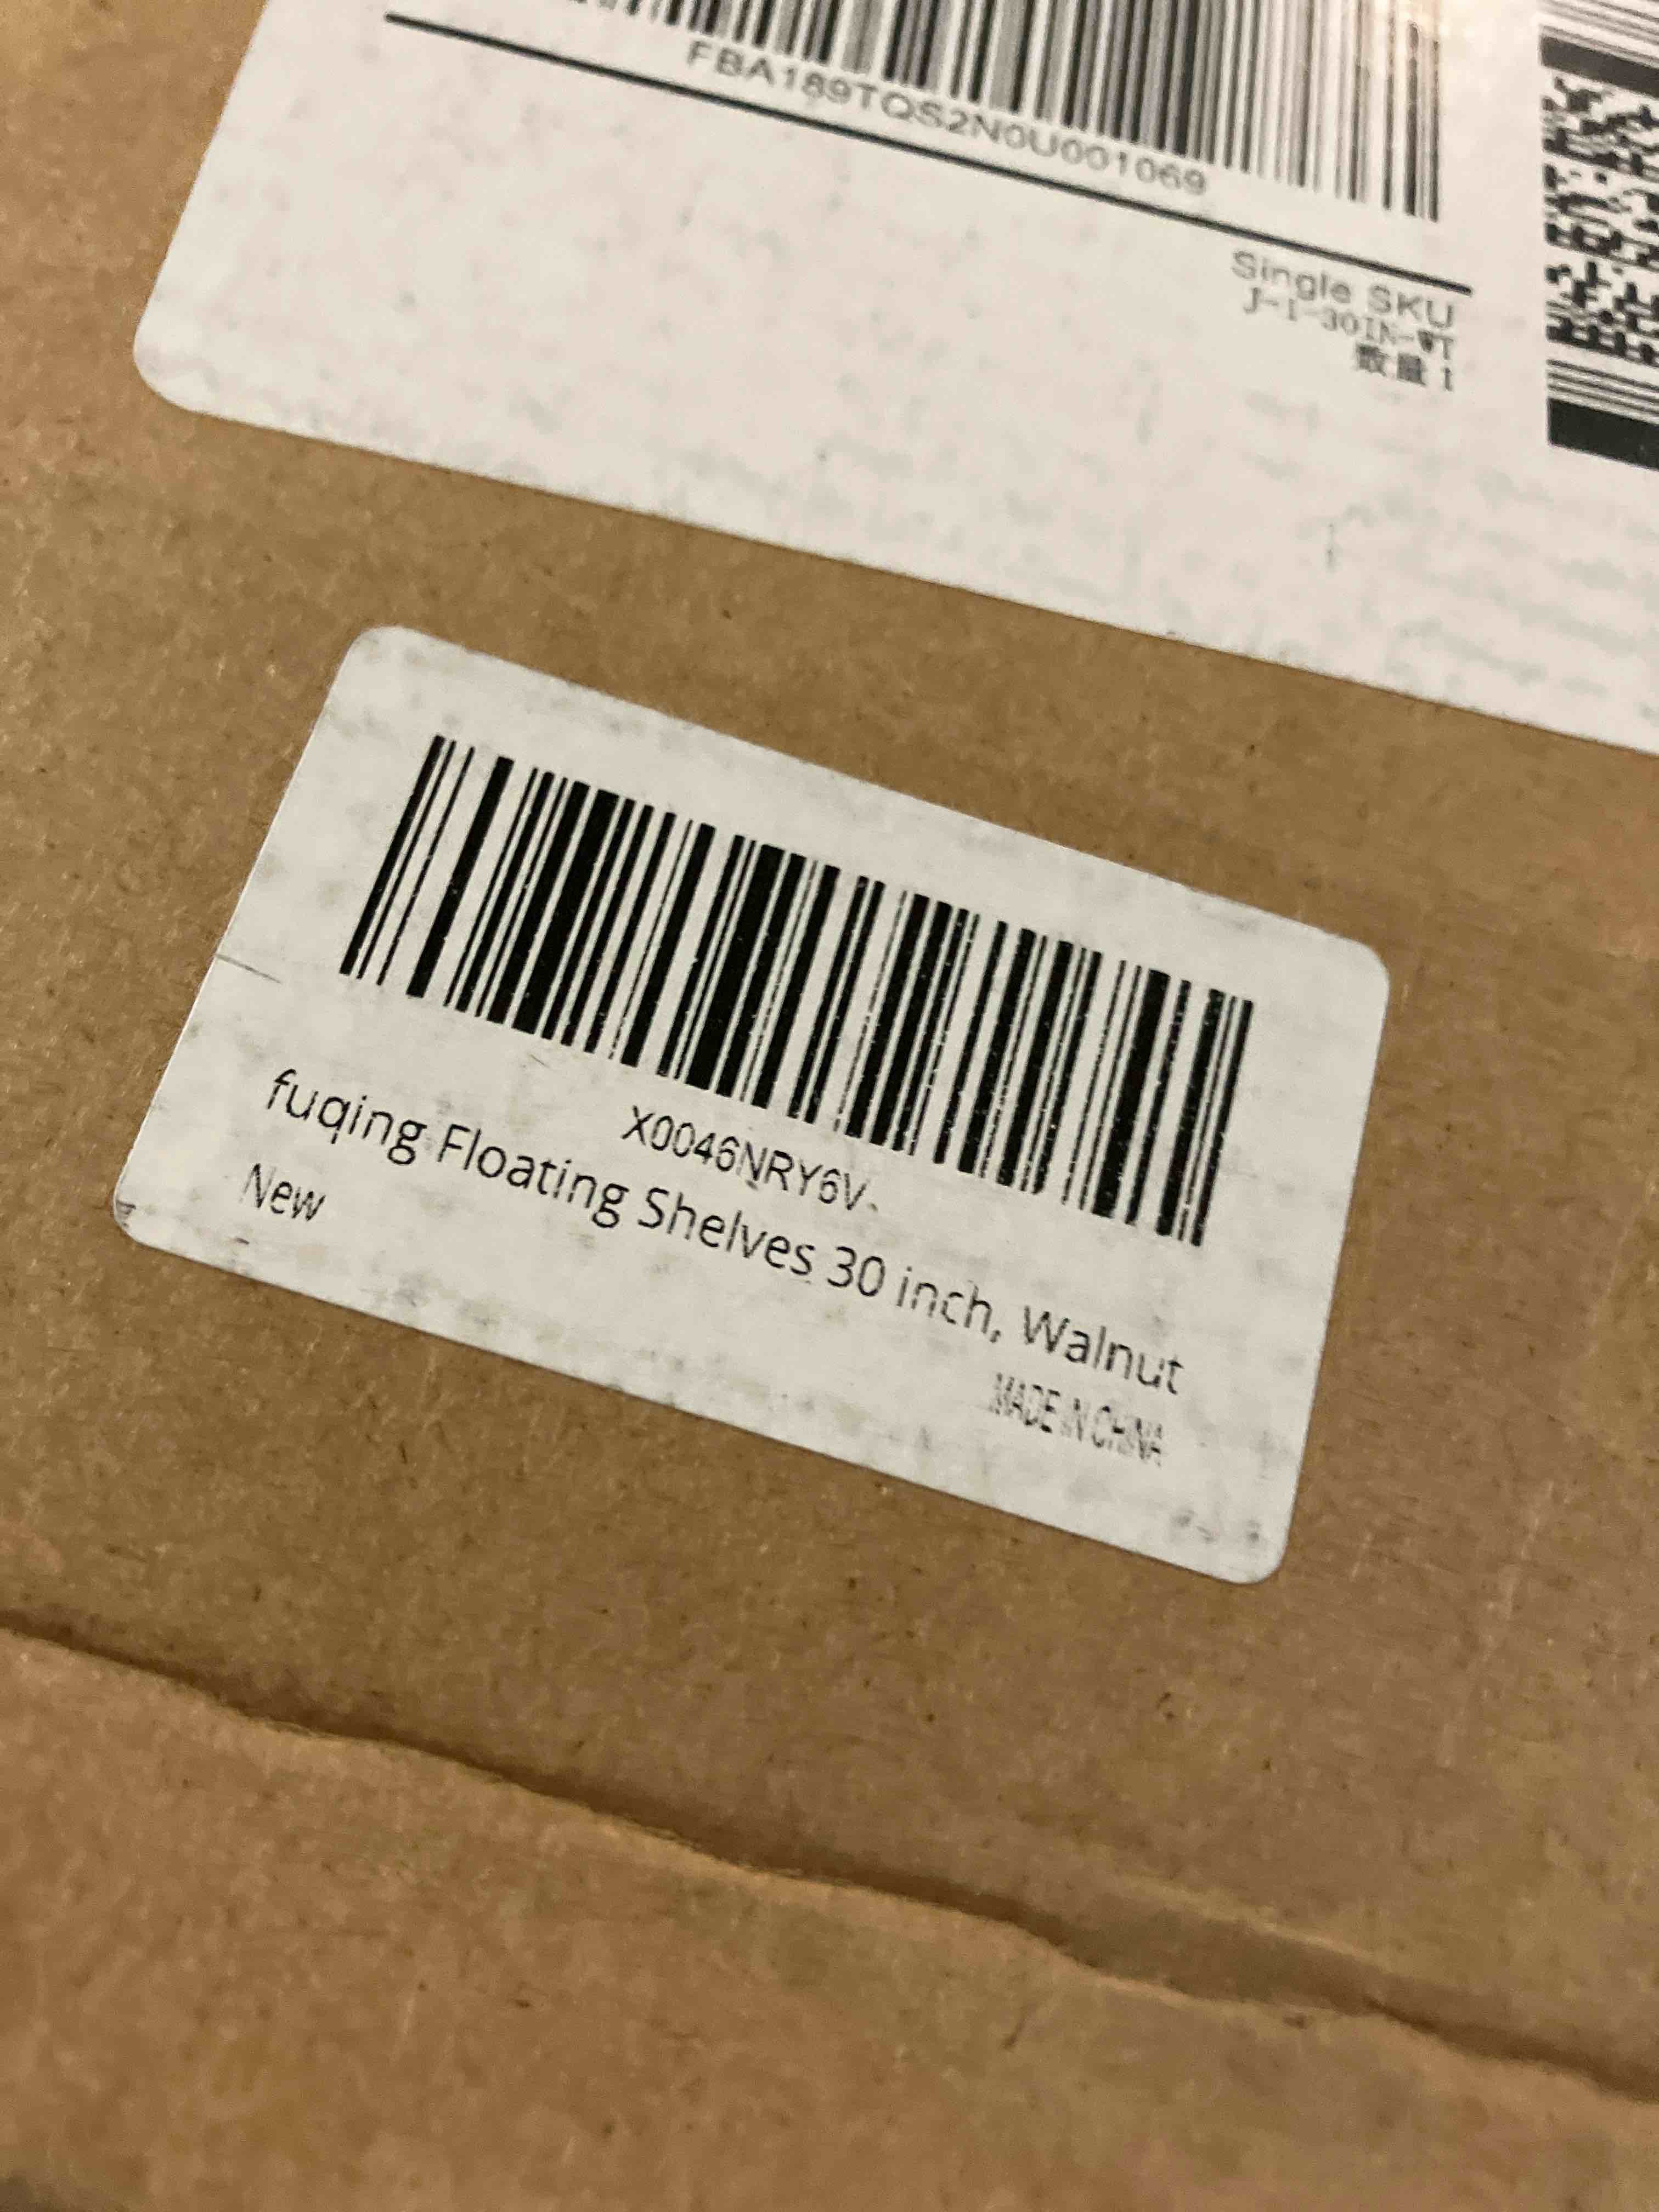 FBA189TQS2N0U001069
Single SKU
J-1-30IN-WT
数量 1
X0046NRY6V
fuqing Floating Shelves 30 inch, Walnut
New
MADE IN CHINA